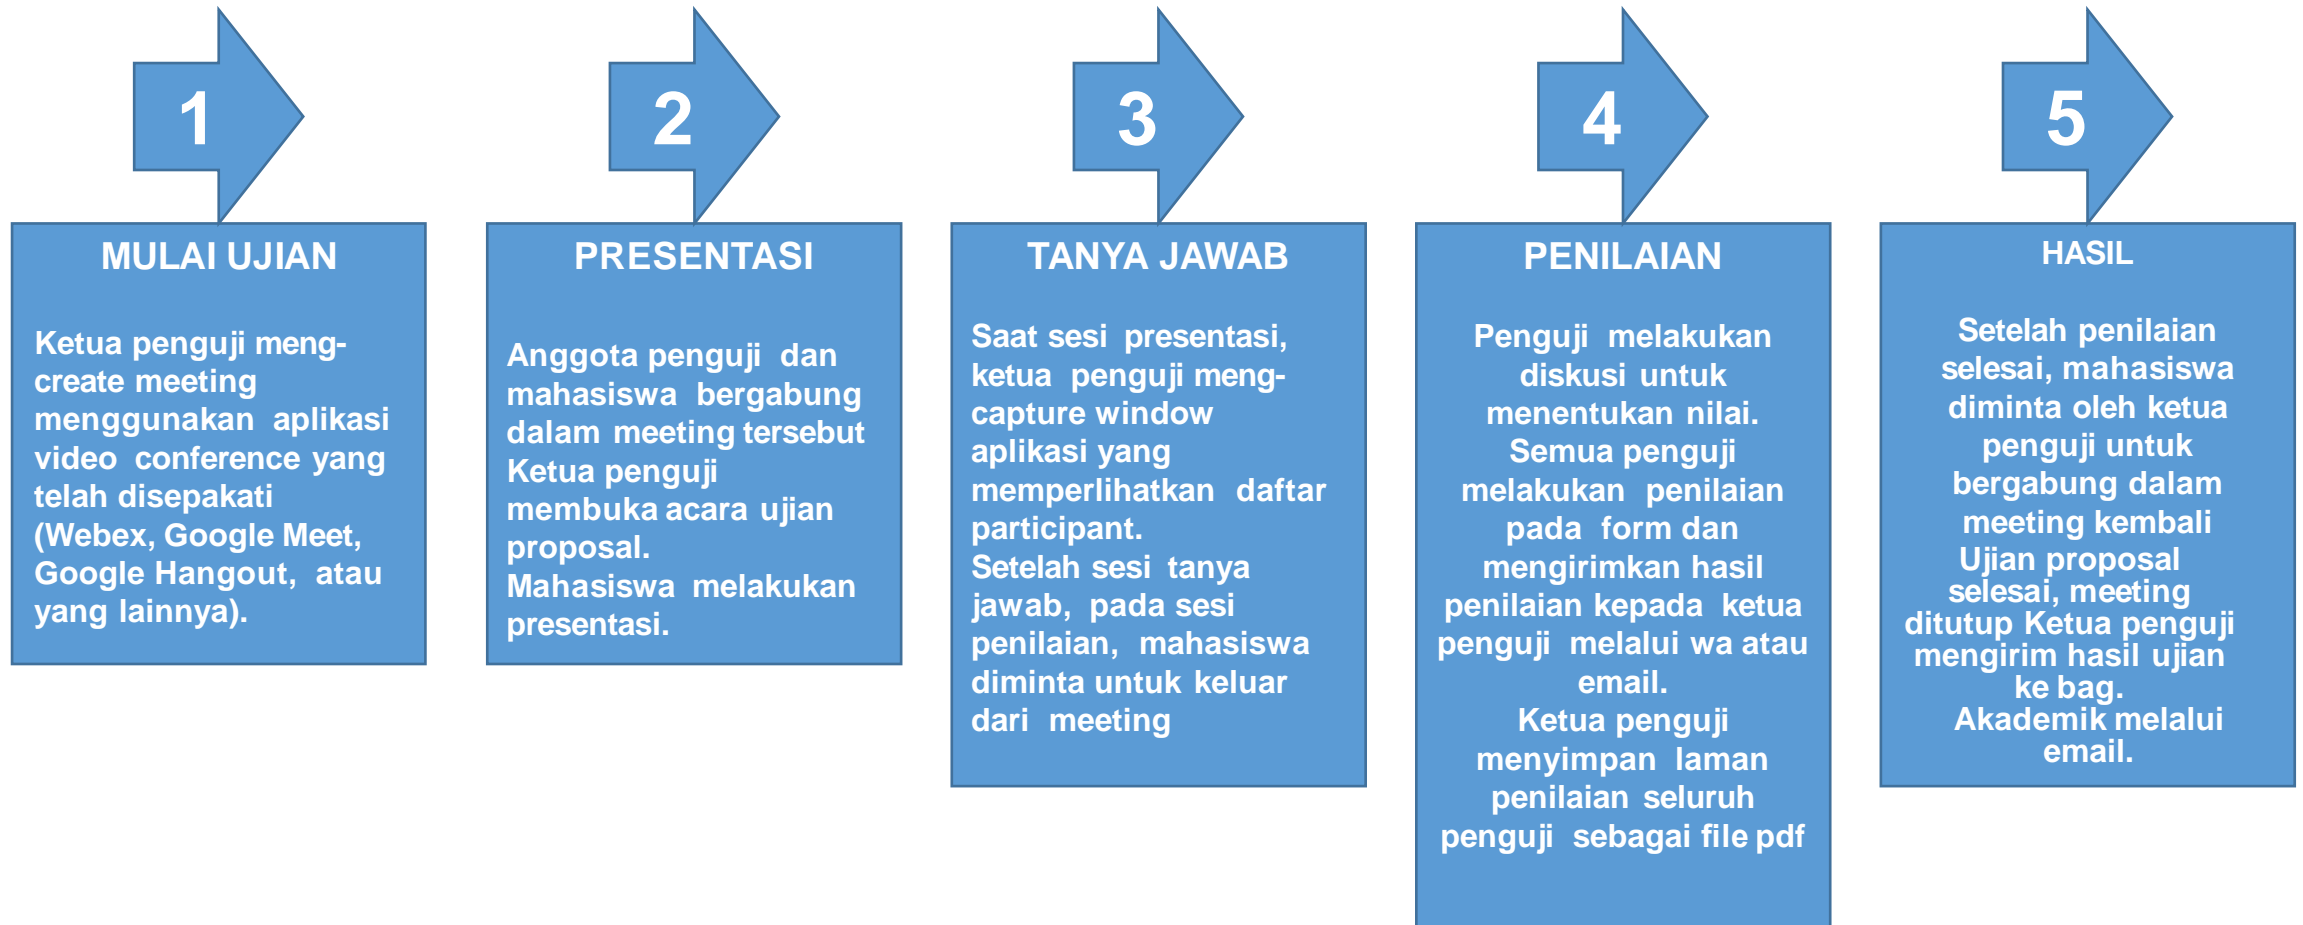 1
MULAI UJIAN
Ketua penguji meng-
create meeting
menggunakan aplikasi
video conference yang
telah disepakati
(Webex, Google Meet,
Google Hangout, atau
yang lainnya).
2
PRESENTASI
Anggota penguji dan
mahasiswa bergabung
dalam meeting tersebut
Ketua penguji
membuka acara ujian
proposal.
Mahasiswa melakukan
presentasi.
3
TANYA JAWAB
Saat sesi presentasi,
ketua penguji meng-
capture window
aplikasi yang
memperlihatkan daftar
participant.
Setelah sesi tanya
jawab, pada sesi
penilaian, mahasiswa
diminta untuk keluar
dari meeting
4
PENILAIAN
Penguji melakukan
diskusi untuk
menentukan nilai.
Semua penguji
melakukan penilaian
pada form dan
mengirimkan hasil
penilaian kepada ketua
penguji melalui wa atau
email.
Ketua penguji
menyimpan laman
penilaian seluruh
penguji sebagai file pdf
5
HASIL
Setelah penilaian
selesai, mahasiswa
diminta oleh ketua
penguji untuk
bergabung dalam
meeting kembali
Ujian proposal
selesai, meeting
ditutup Ketua penguji
mengirim hasil ujian
ke bag.
Akademik melalui
email.